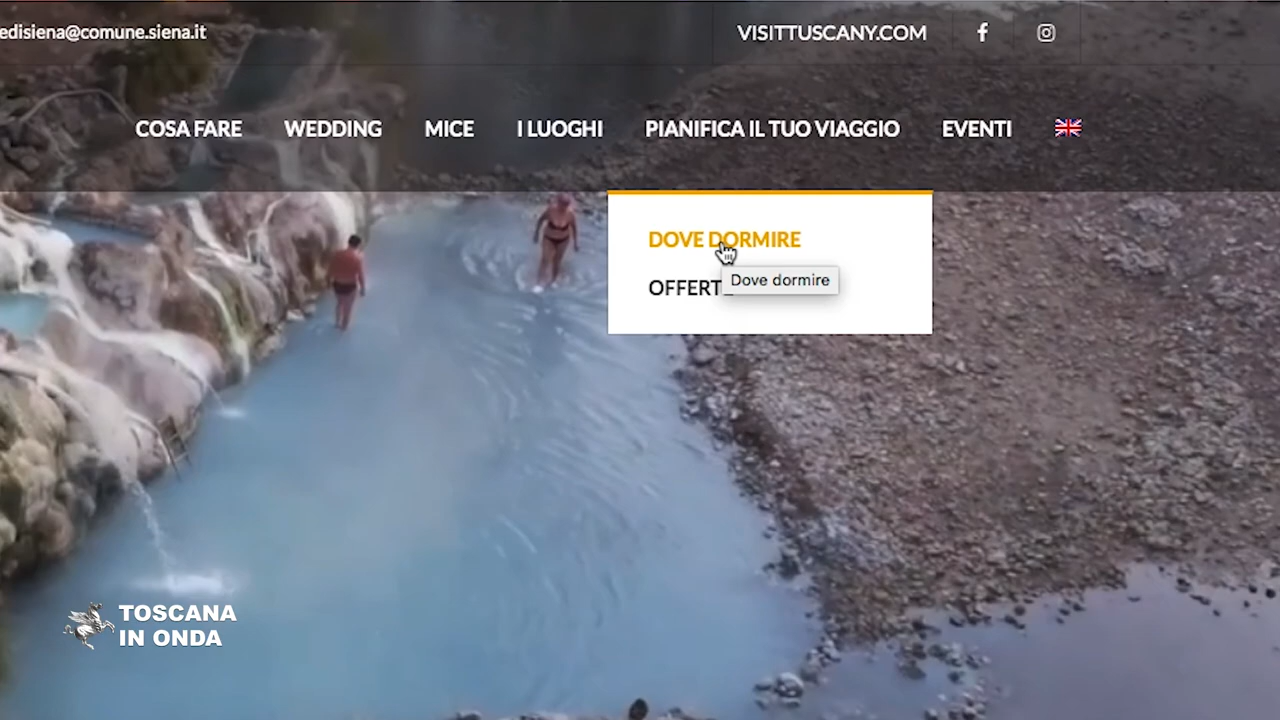 edisiena@comune.siena.it
VISITTUSCANY.COM
COSA FARE
WEDDING
MICE
I LUOGHI
PIANIFICA IL TUO VIAGGIO
EVENTI
DOVE DORMIRE
Dove dormire
OFFERTE
TOSCANA
IN ONDA